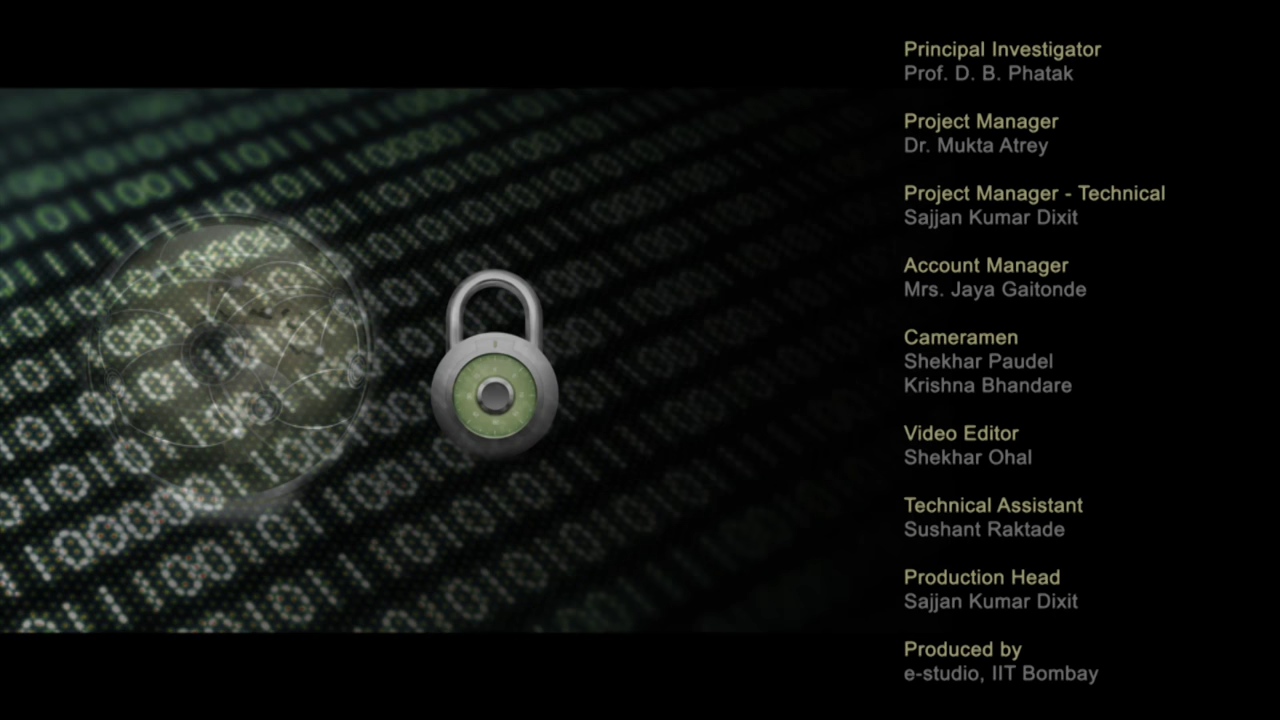 Principal Investigator
Prof. D. B. Phatak
Project Manager
Dr. Mukta Atrey
Project Manager - Technical
Sajjan Kumar Dixit
Account Manager
Mrs. Jaya Gaitonde
Cameramen
Shekhar Paudel
Krishna Bhandare
Video Editor
Shekhar Ohal
Technical Assistant
Sushant Raktade
Production Head
Sajjan Kumar Dixit
Produced by
e-studio, IIT Bombay